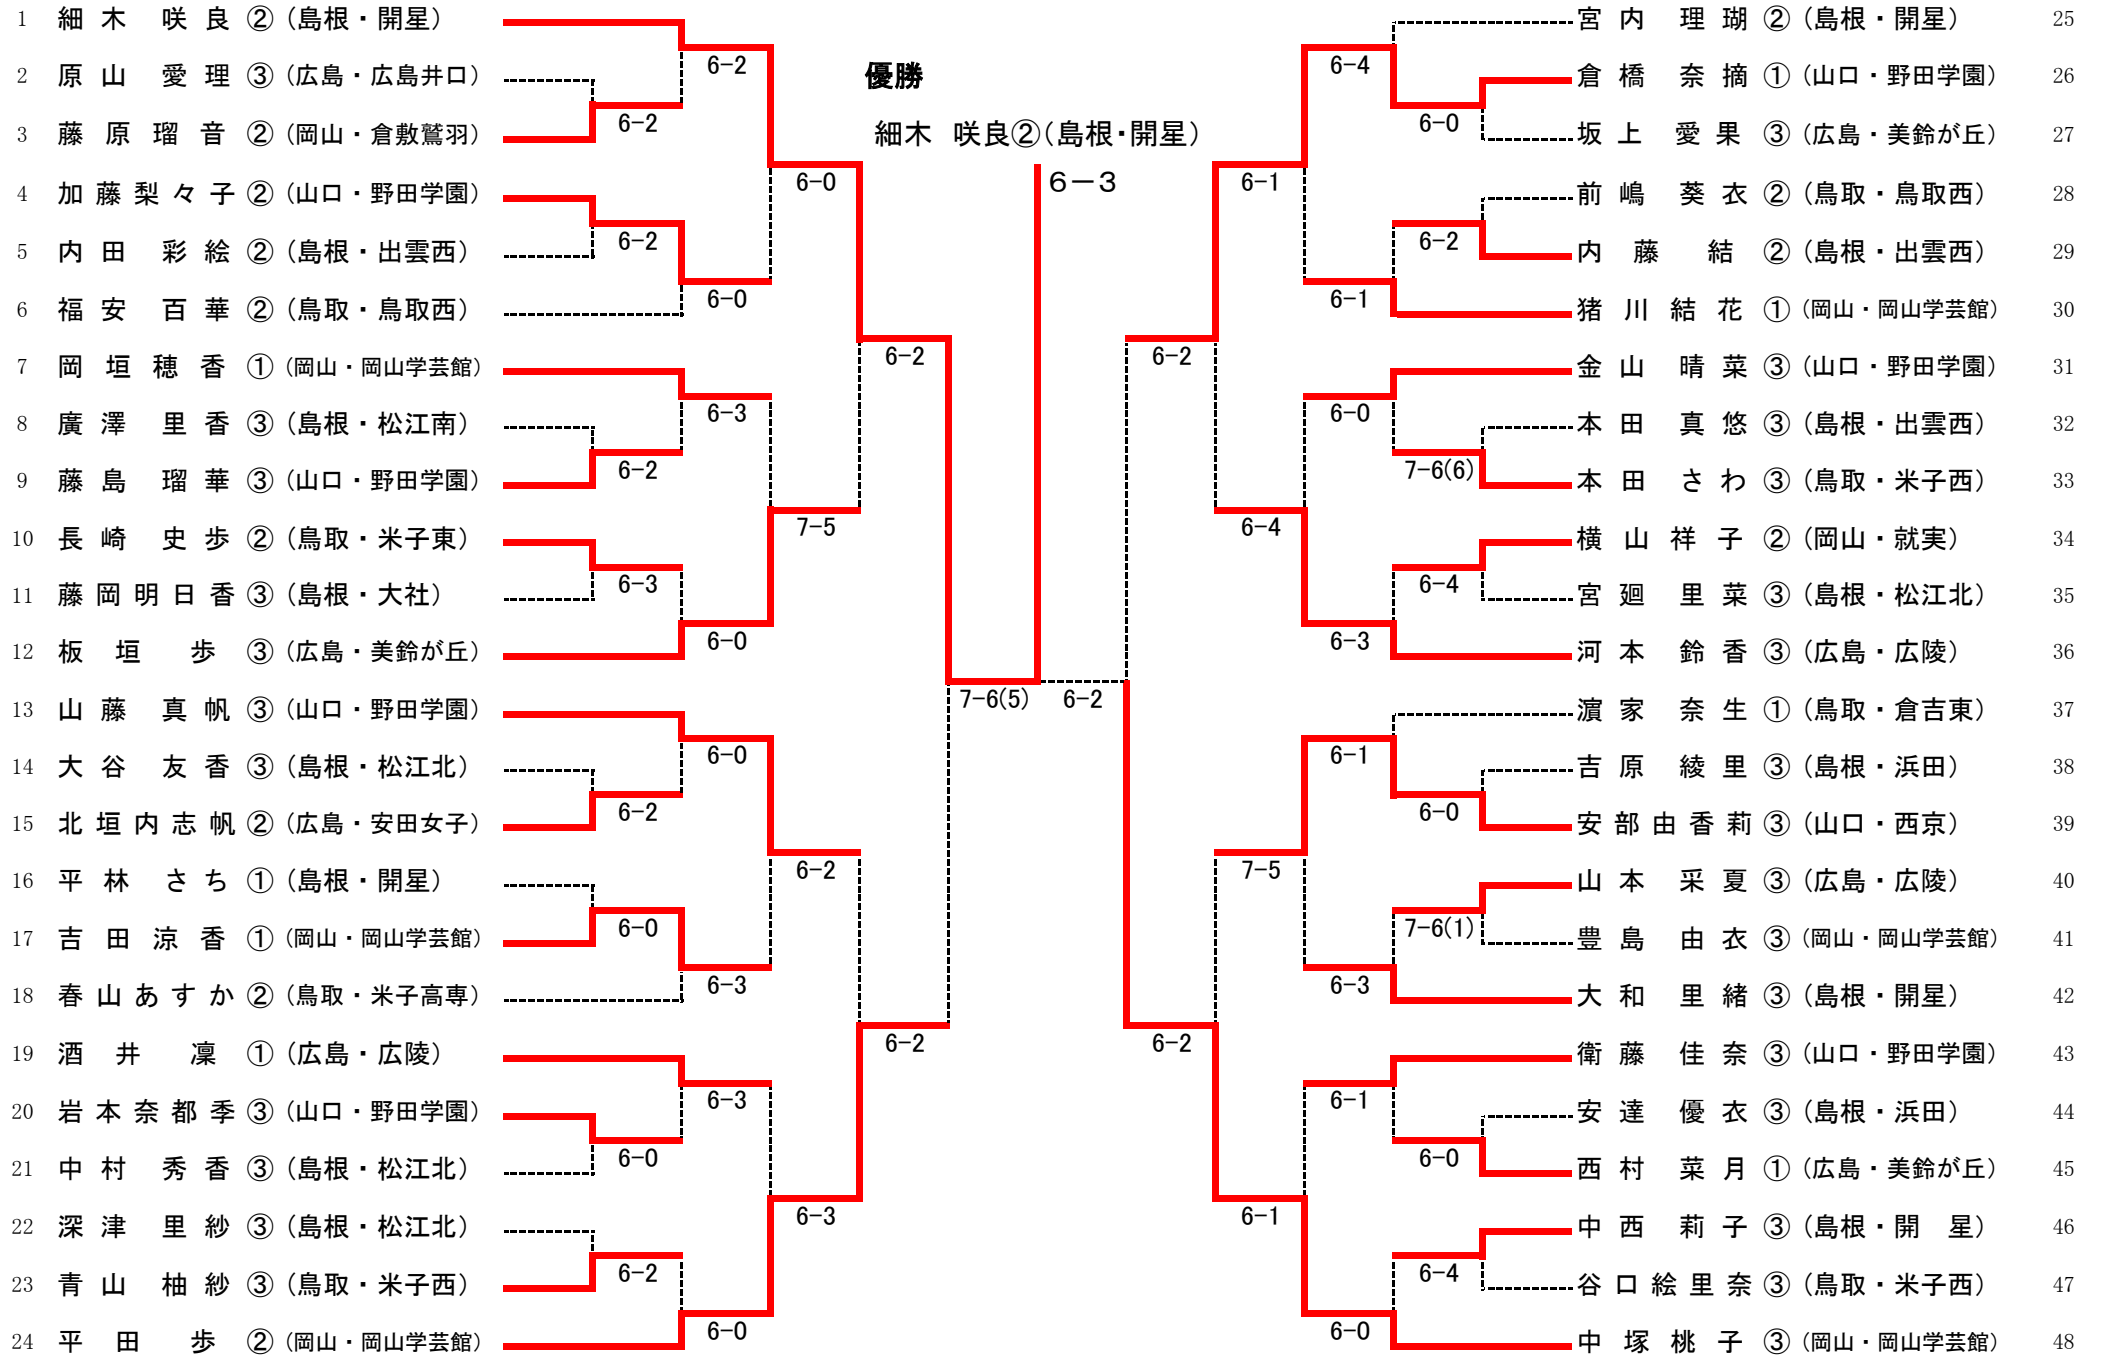 1 細木 咲良 ② (島根・開星)
2 原山 愛理 ③ (広島・広島井口)
3 藤原瑠音 ② (岡山・倉敷鷲羽)
4 加藤梨々子 ② (山口・野田学園)
5 内田 彩絵 ② (島根・出雲西)
6 福安 百華 ② (鳥取・鳥取西)
7 岡垣穂香 ① (岡山・岡山学芸館)
8 廣澤 里香 ③ (島根・松江南)
9 藤島 瑠華 ③ (山口・野田学園)
10 長崎 史歩 ② (鳥取・米子東)
11 藤岡明日香 ③ (島根・大社)
12 板垣 歩 ③ (広島・美鈴が丘)
13 山藤 真帆 ③ (山口・野田学園)
14 大谷 友香 ③ (島根・松江北)
15 北垣内志帆 ② (広島・安田女子)
16 平林 さち ① (島根・開星)
17 吉田涼香 ① (岡山・岡山学芸館)
18 春山あすか ② (鳥取・米子高専)
19 酒井 凜 ① (広島・広陵)
20 岩本奈都季 ③ (山口・野田学園)
21 中村 秀香 ③ (島根・松江北)
22 深津 里紗 ③ (島根・松江北)
23 青山 柚紗 ③ (鳥取・米子西)
24 平田 歩 ② (岡山・岡山学芸館)
6-2
6-2
6-2
6-3
6-2
6-0
6-0
6-2
6-2
6-0
6-3
6-0
6-0
6-3
6-3
6-0
6-0
7-5
6-2
6-3
6-2
6-2
7-6(5)
優勝
細木 咲良②(島根・開星)
6－3
6-2
6-2
6-2
6-1
6-4
7-5
6-1
6-4
6-1
6-0
6-3
6-1
6-3
6-1
6-0
6-0
6-2
7-6(6)
6-4
6-0
7-6(1)
6-0
6-4
宮内 理瑚 ② (島根・開星) 25
倉橋 奈摘 ① (山口・野田学園) 26
坂上 愛果 ③ (広島・美鈴が丘) 27
前嶋 葵衣 ② (鳥取・鳥取西) 28
内藤 結 ② (島根・出雲西) 29
猪川結花 ① (岡山・岡山学芸館) 30
金山 晴菜 ③ (山口・野田学園) 31
本田 真悠 ③ (島根・出雲西) 32
本田 さわ ③ (鳥取・米子西) 33
横山祥子 ② (岡山・就実) 34
宮廻 里菜 ③ (島根・松江北) 35
河本 鈴香 ③ (広島・広陵) 36
濵家 奈生 ① (鳥取・倉吉東) 37
吉原 綾里 ③ (島根・浜田) 38
安部由香莉 ③ (山口・西京) 39
山本 采夏 ③ (広島・広陵) 40
豊島 由衣 ③ (岡山・岡山学芸館) 41
大和 里緒 ③ (島根・開星) 42
衛藤 佳奈 ③ (山口・野田学園) 43
安達 優衣 ③ (島根・浜田) 44
西村 菜月 ① (広島・美鈴が丘) 45
中西 莉子 ③ (島根・開 星) 46
谷口絵里奈 ③ (鳥取・米子西) 47
中塚桃子 ③ (岡山・岡山学芸館) 48